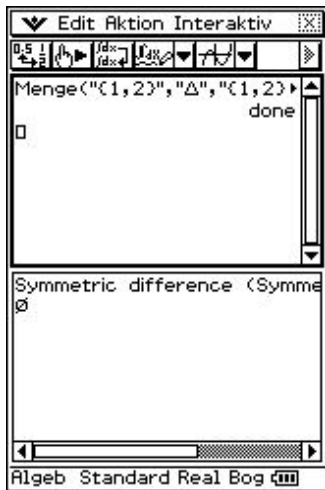 Edit Aktion Interaktiv
Menge("{1,2}","Δ","{1,2}
done
Symmetric difference (Symme
Ø
Algeb Standard Real Bog